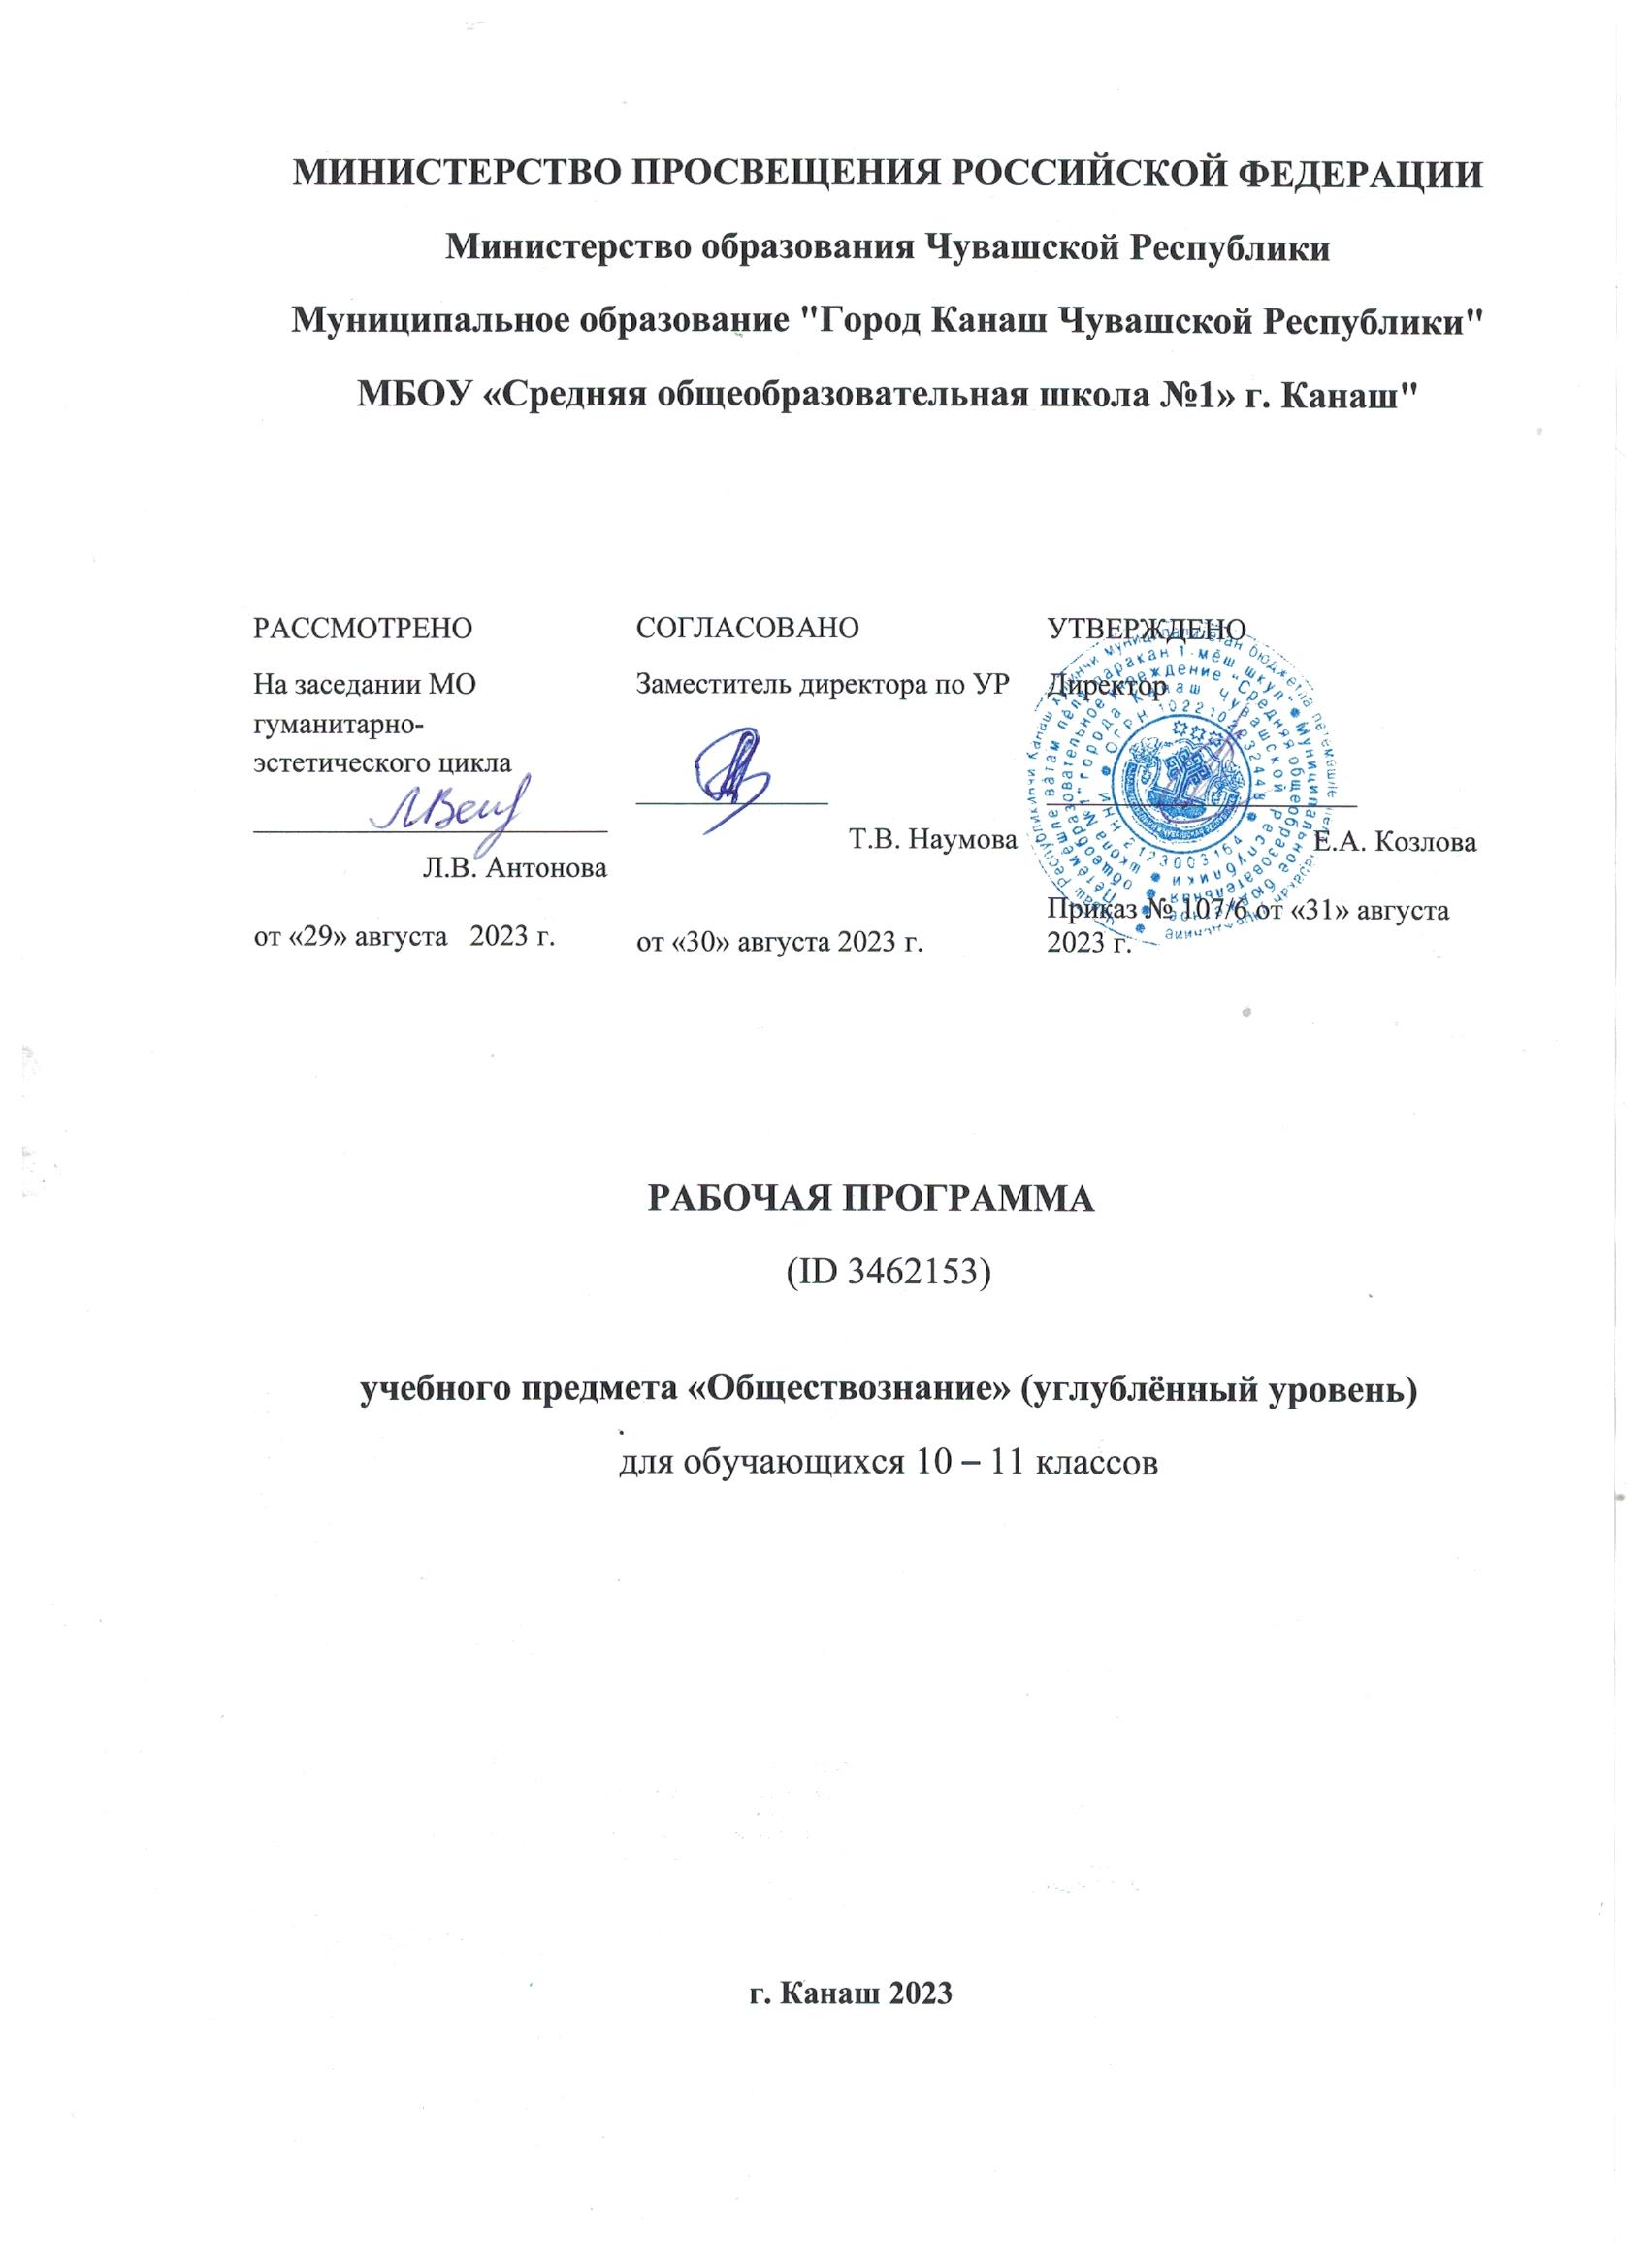 МИНИСТЕРСТВО ПРОСВЕЩЕНИЯ РОССИЙСКОЙ ФЕДЕРАЦИИ
Министерство образования Чувашской Республики
Муниципальное образование "Город Канаш Чувашской Республики"
МБОУ «Средняя общеобразовательная школа №1» г. Канаш"
РАССМОТРЕНО
На заседании МО
гуманитарно-
эстетического цикла
Л.В. Антонова
от «29» августа 2023 г.
СОГЛАСОВАНО
Заместитель директора по УР
Т.В. Наумова
от «30» августа 2023 г.
УТВЕРЖДЕНО
Директор
Е.А. Козлова
Приказ № 107/6 от «31» августа
2023 г.
РАБОЧАЯ ПРОГРАММА
(ID 3462153)
учебного предмета «Обществознание» (углублённый уровень)
для обучающихся 10 – 11 классов
г. Канаш 2023